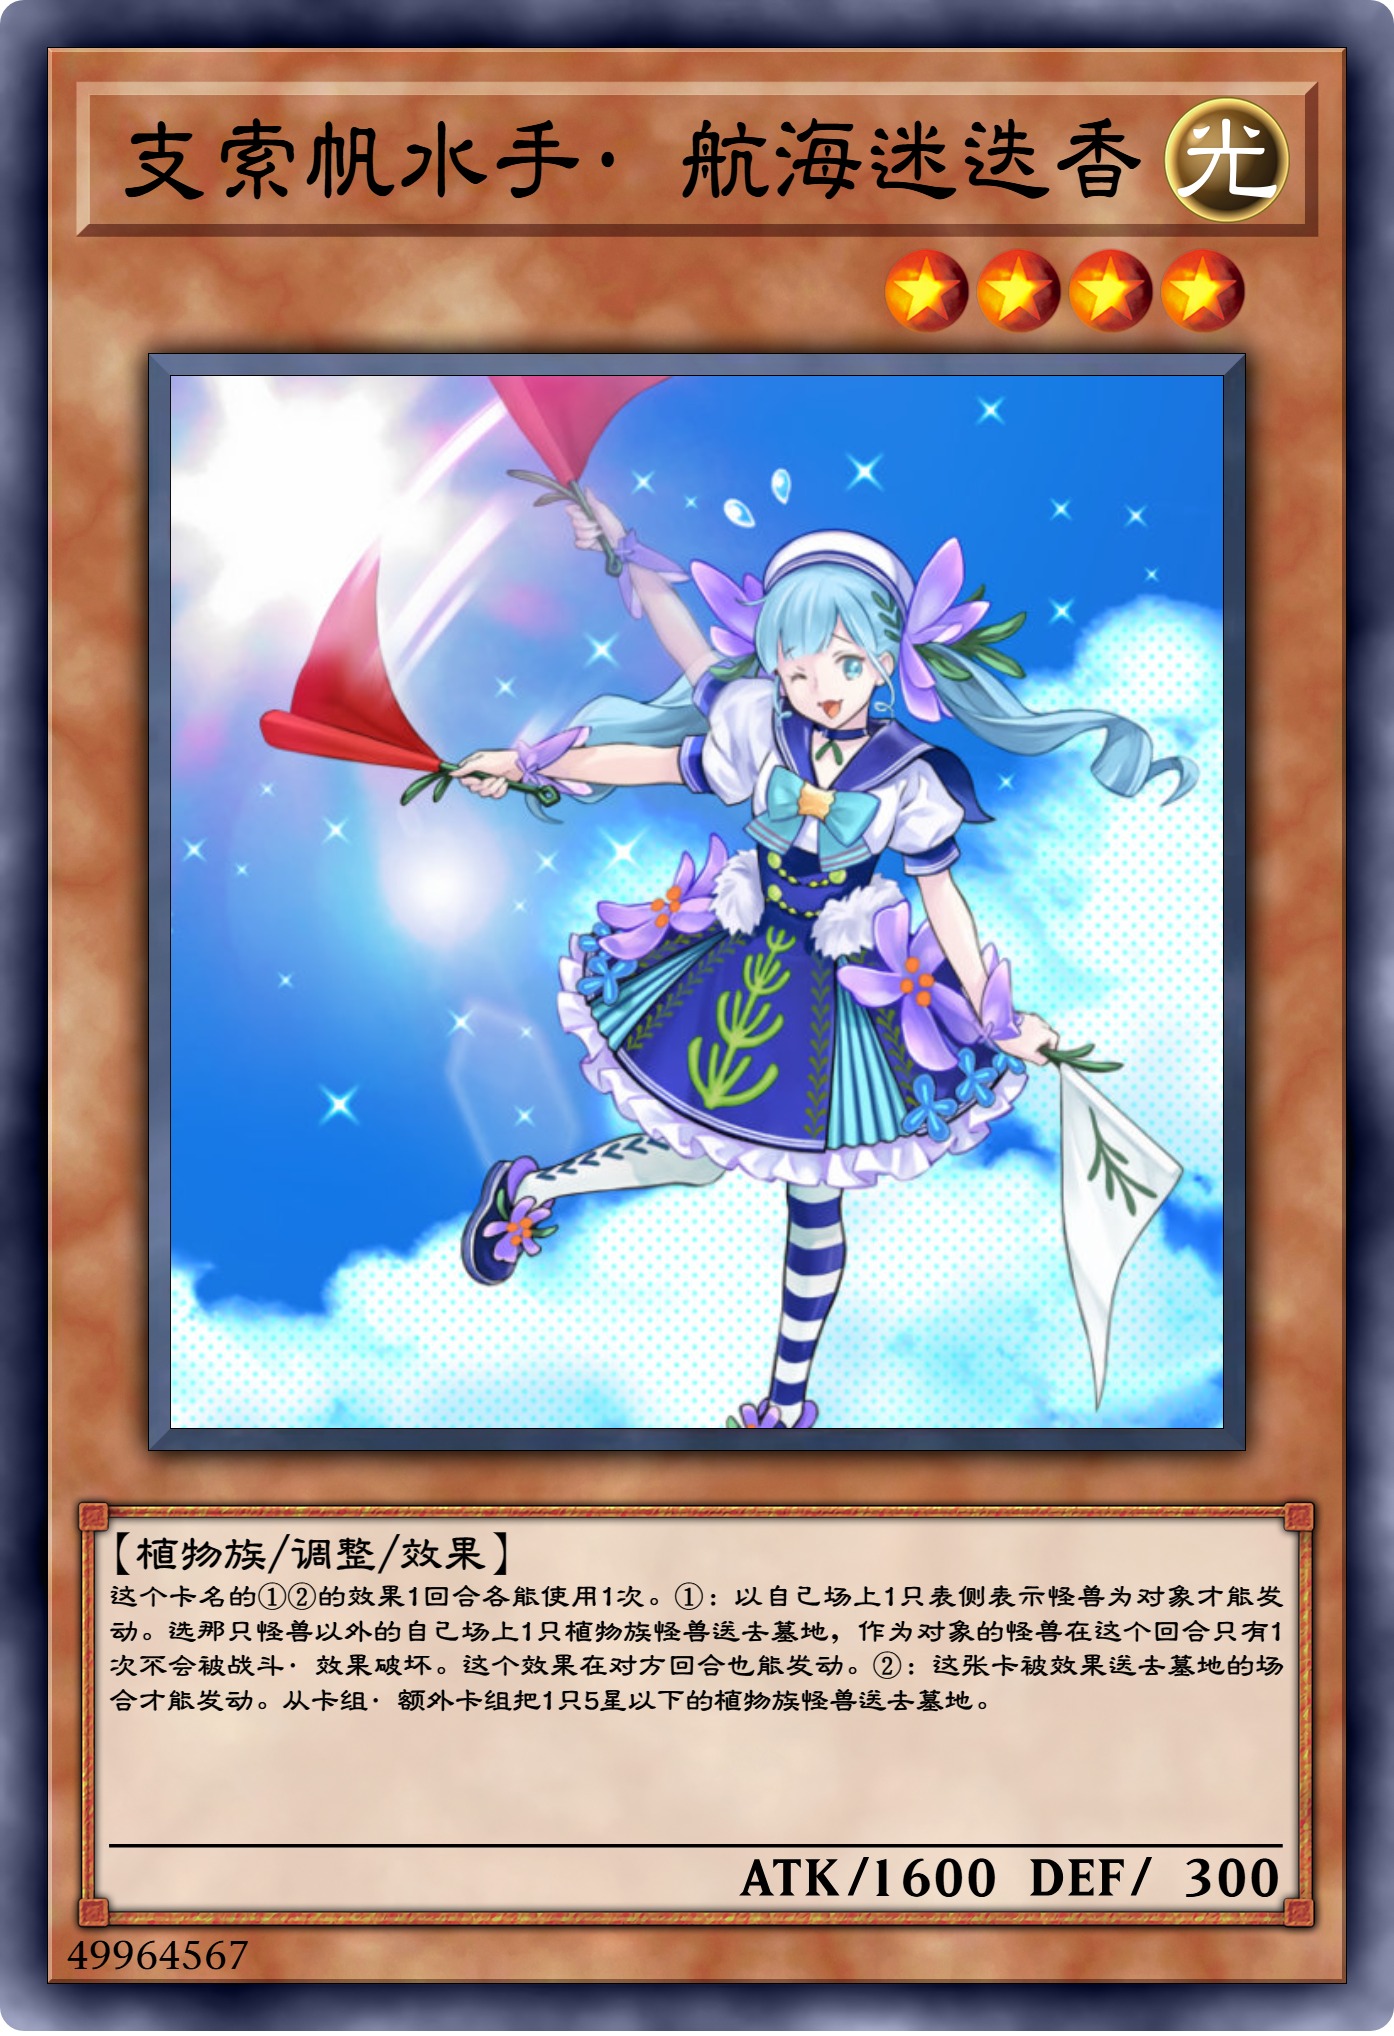 支索帆水手·航海迷迭香
光
【植物族/调整/效果】
这个卡名的①②的效果1回合各能使用1次。①：以自己场上1只表侧表示怪兽为对象才能发
动。选那只怪兽以外的自己场上1只植物族怪兽送去墓地，作为对象的怪兽在这个回合只有1
次不会被战斗·效果破坏。这个效果在对方回合也能发动。②：这张卡被效果送去墓地的场
合才能发动。从卡组·额外卡组把1只5星以下的植物族怪兽送去墓地。
ATK/1600 DEF/ 300
49964567